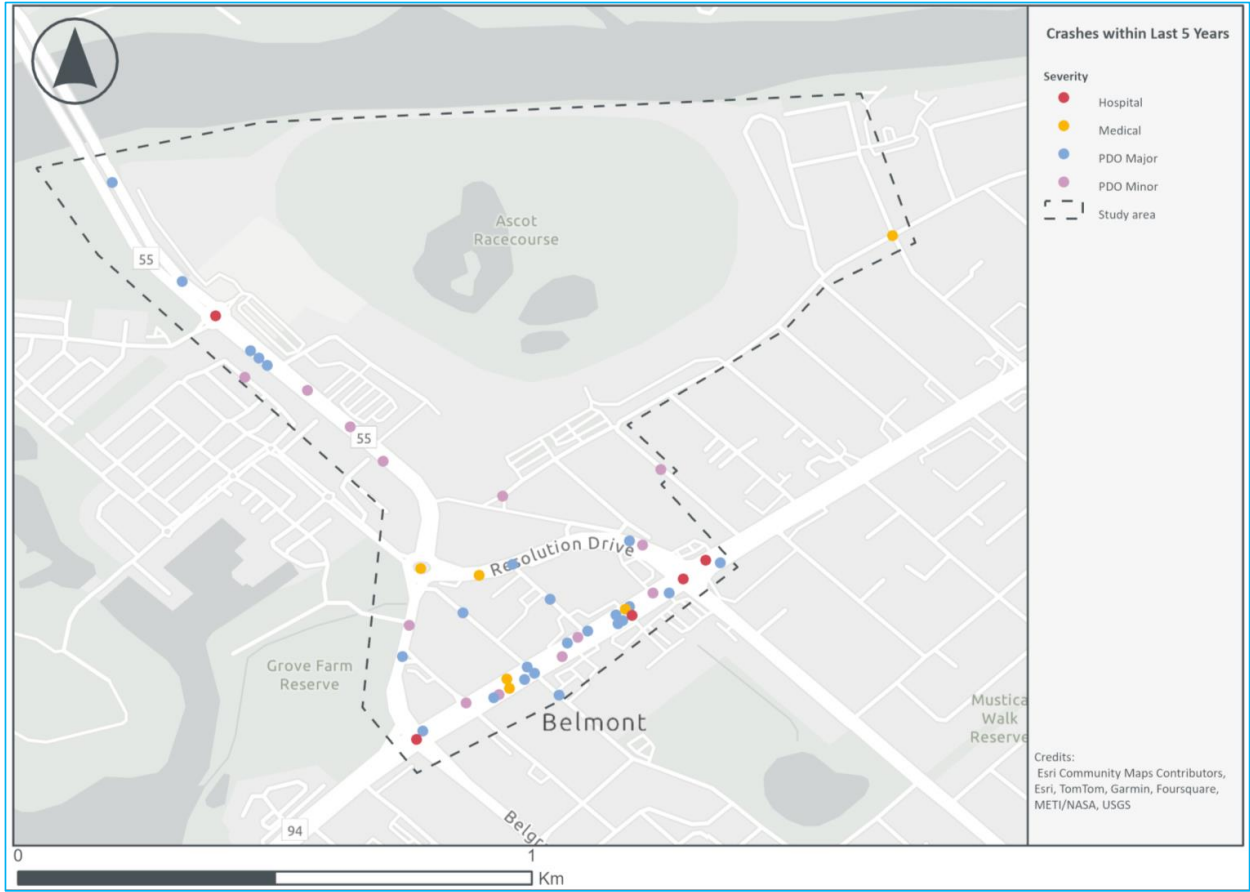 Crashes within Last 5 Years
Severity
Hospital
Medical
PDO Major
PDO Minor
Study area
55
Ascot
Racecourse
55
Resolution Drive
Grove Farm
Reserve
Belmont
Mustica
Walk
Reserve
94
Belgr
Credits:
Esri Community Maps Contributors,
Esri, TomTom, Garmin, Foursquare,
METI/NASA, USGS
0
1
Km